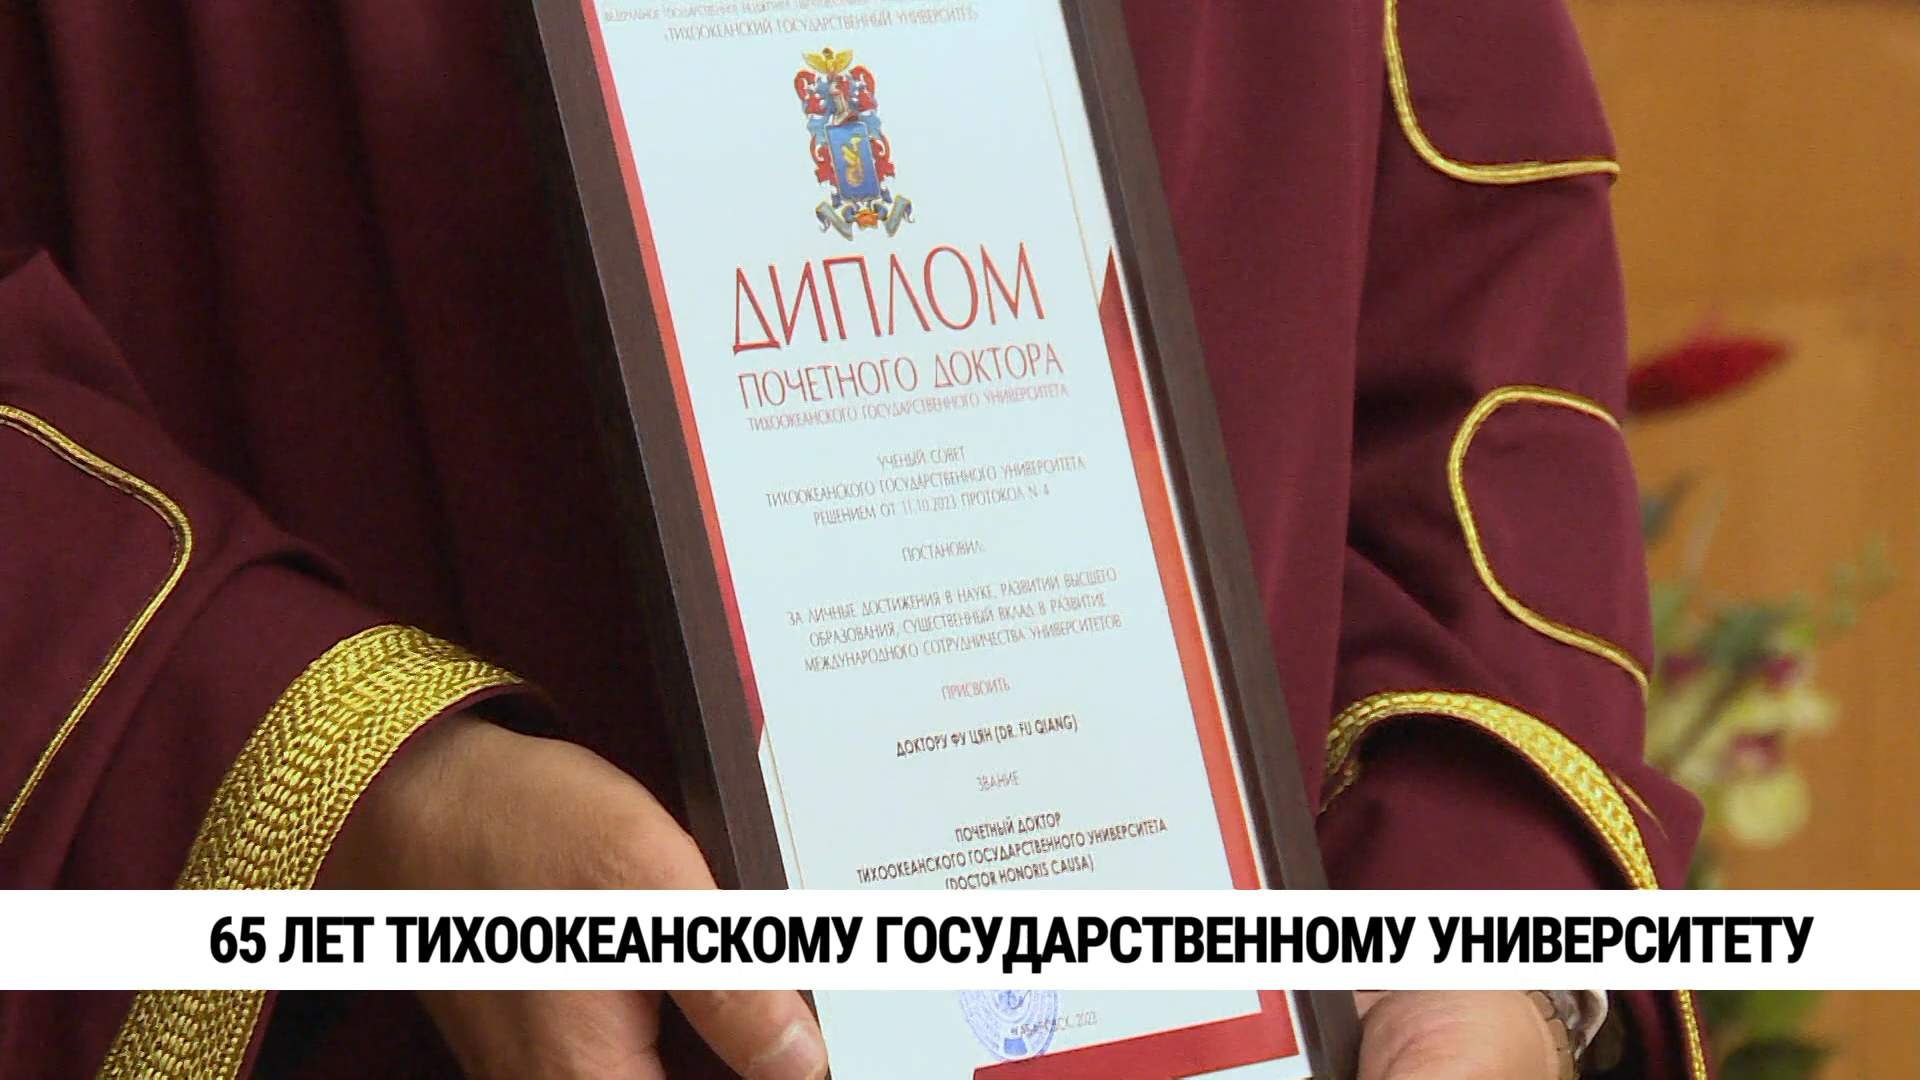 «ТИХООКЕАНСКИЙ ГОСУДАРСТВЕННЫЙ УНИВЕРСИТЕТ»
ДИПЛОМ
ПОЧЕТНОГО ДОКТОРА
ТИХООКЕАНСКОГО ГОСУДАРСТВЕННОГО УНИВЕРСИТЕТА
УЧЕНЫЙ СОВЕТ
ТИХООКЕАНСКОГО ГОСУДАРСТВЕННОГО УНИВЕРСИТЕТА
РЕШЕНИЕМ ОТ 11.10.2023 ПРОТОКОЛ N 4
ПОСТАНОВИЛ:
ЗА ЛИЧНЫЕ ДОСТИЖЕНИЯ В НАУКЕ, РАЗВИТИИ ВЫСШЕГО
ОБРАЗОВАНИЯ, СУЩЕСТВЕННЫЙ ВКЛАД В РАЗВИТИЕ
МЕЖДУНАРОДНОГО СОТРУДНИЧЕСТВА УНИВЕРСИТЕТОВ
ПРИСВОИТЬ
ДОКТОРУ ФУ ЦЯН (DR. FU QIANG)
ЗВАНИЕ
ПОЧЕТНЫЙ ДОКТОР
ТИХООКЕАНСКОГО ГОСУДАРСТВЕННОГО УНИВЕРСИТЕТА
(DOCTOR HONORIS CAUSA)
65 ЛЕТ ТИХООКЕАНСКОМУ ГОСУДАРСТВЕННОМУ УНИВЕРСИТЕТУ
ХАБАРОВСК, 2023